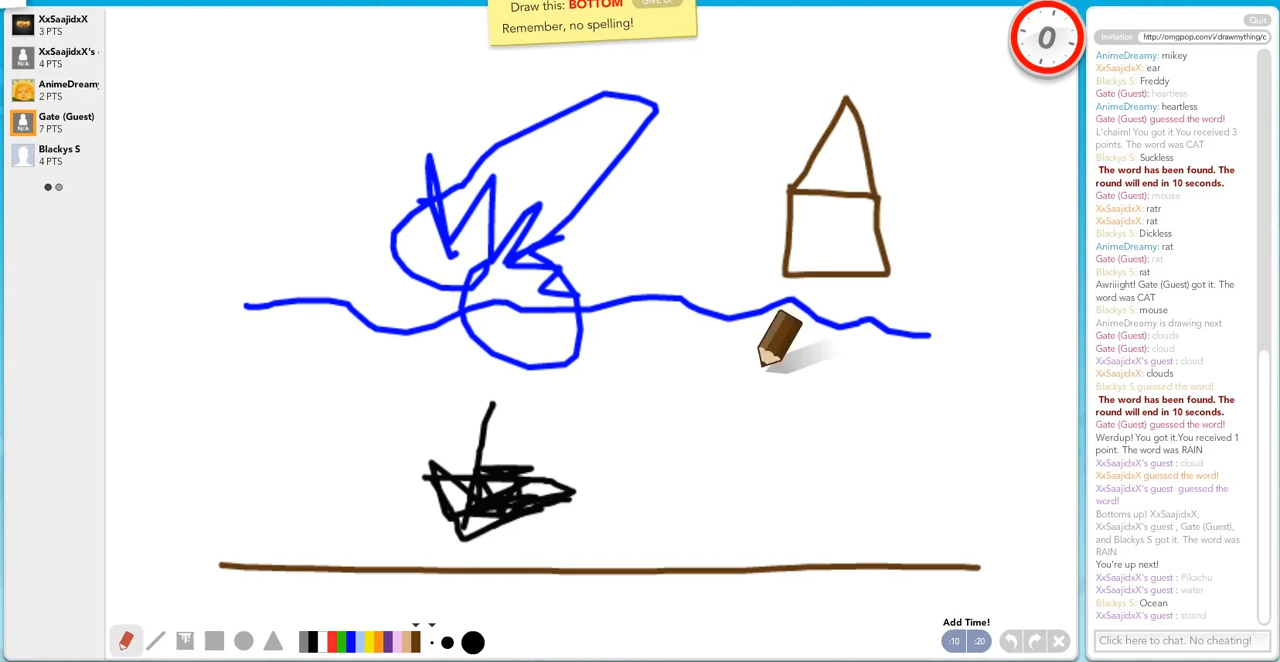 XxSaajidxX
3 PTS
XxSaajidxX's
4 PTS
AnimeDreamy
2 PTS
Gate (Guest)
7 PTS
Blackys S
4 PTS
N/A
N/A
Draw this: BOTTOM
GIVE UP
Remember, no spelling!
0
Add Time!
:10 :20
Quit
Invitation http://omgpop.com/i/drawmything/c
AnimeDreamy: mikey
XxSaajidxX: ear
Blackys S: Freddy
Gate (Guest): heartless
AnimeDreamy: heartless
Gate (Guest) guessed the word!
L'chaim! You got it.You received 3
points. The word was CAT
Blackys S: Suckless
The word has been found. The
round will end in 10 seconds.
Gate (Guest): mouse
XxSaajidxX: ratr
XxSaajidxX: rat
Blackys S: Dickless
AnimeDreamy: rat
Gate (Guest): rat
Blackys S: rat
Awriiight! Gate (Guest) got it. The
word was CAT
Blackys S: mouse
AnimeDreamy is drawing next
Gate (Guest): clouds
Gate (Guest): cloud
XxSaajidxX's guest : cloud
XxSaajidxX: clouds
Blackys S guessed the word!
The word has been found. The
round will end in 10 seconds.
Gate (Guest) guessed the word!
Werdup! You got it.You received 1
point. The word was RAIN
XxSaajidxX's guest : cloud
XxSaajidxX guessed the word!
XxSaajidxX's guest guessed the
word!
Bottoms up! XxSaajidxX,
XxSaajidxX's guest , Gate (Guest),
and Blackys S got it. The word was
RAIN
You're up next!
XxSaajidxX's guest : Pikachu
XxSaajidxX's guest : water
Blackys S: Ocean
XxSaajidxX's guest : strand
Click here to chat. No cheating!